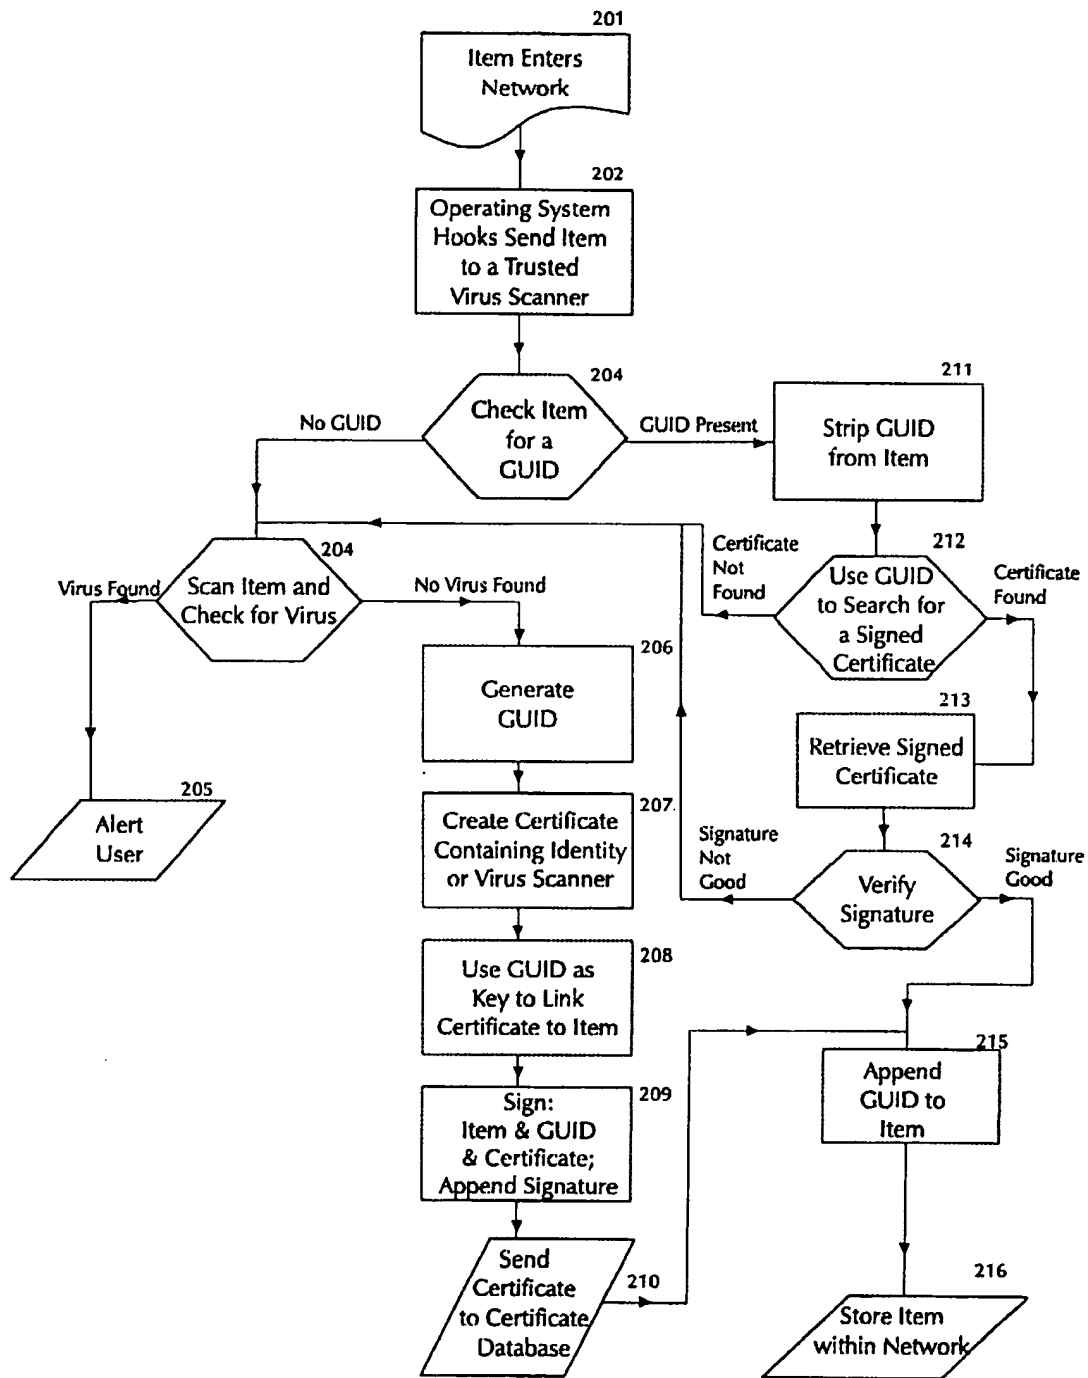 201
Item Enters
Network
202
Operating System
Hooks Send Item
to a Trusted
Virus Scanner
204
Check Item
for a
GUID
No GUID
GUID Present
211
Strip GUID
from Item
204
Scan Item and
Check for Virus
Virus Found
No Virus Found
212
Use GUID
to Search for
a Signed
Certificate
Certificate
Not
Found
Certificate
Found
206
Generate
GUID
213
Retrieve Signed
Certificate
205
Alert
User
207
Create Certificate
Containing Identity
or Virus Scanner
214
Verify
Signature
Signature
Not
Good
Signature
Good
208
Use GUID as
Key to Link
Certificate to Item
215
Append
GUID to
Item
209
Sign:
Item & GUID
& Certificate;
Append Signature
210
Send
Certificate
to Certificate
Database
216
Store Item
within Network